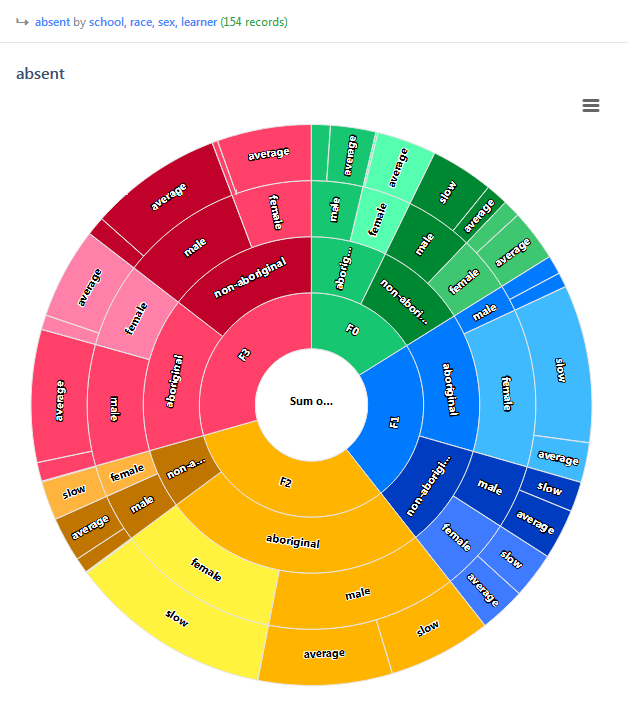 absent by school, race, sex, learner (154 records)
absent
Sum o...
F0
aborig...
male
average
female
average
non-abori...
male
slow
average
female
average
F1
aboriginal
male
female
slow
average
non-aborigi...
male
slow
average
female
slow
average
F2
aboriginal
male
slow
average
female
slow
non-a...
male
average
female
slow
F3
aboriginal
male
average
female
average
non-aboriginal
male
average
female
average